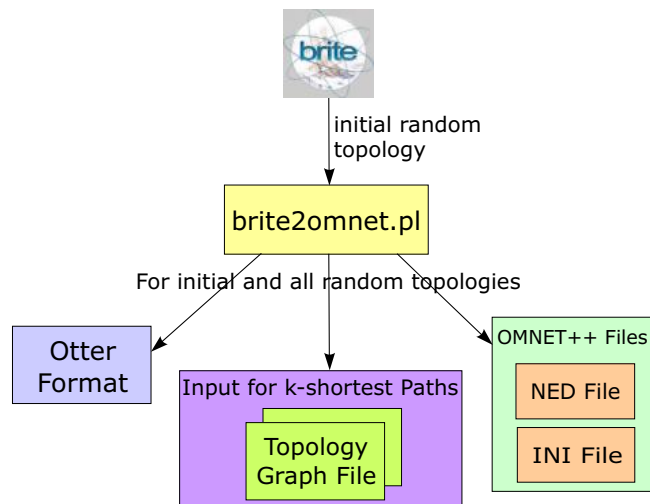 brite
initial random
topology
brite2omnet.pl
For initial and all random topologies
Otter
Format
Input for k-shortest Paths
Topology
Graph File
OMNET++ Files
NED File
INI File